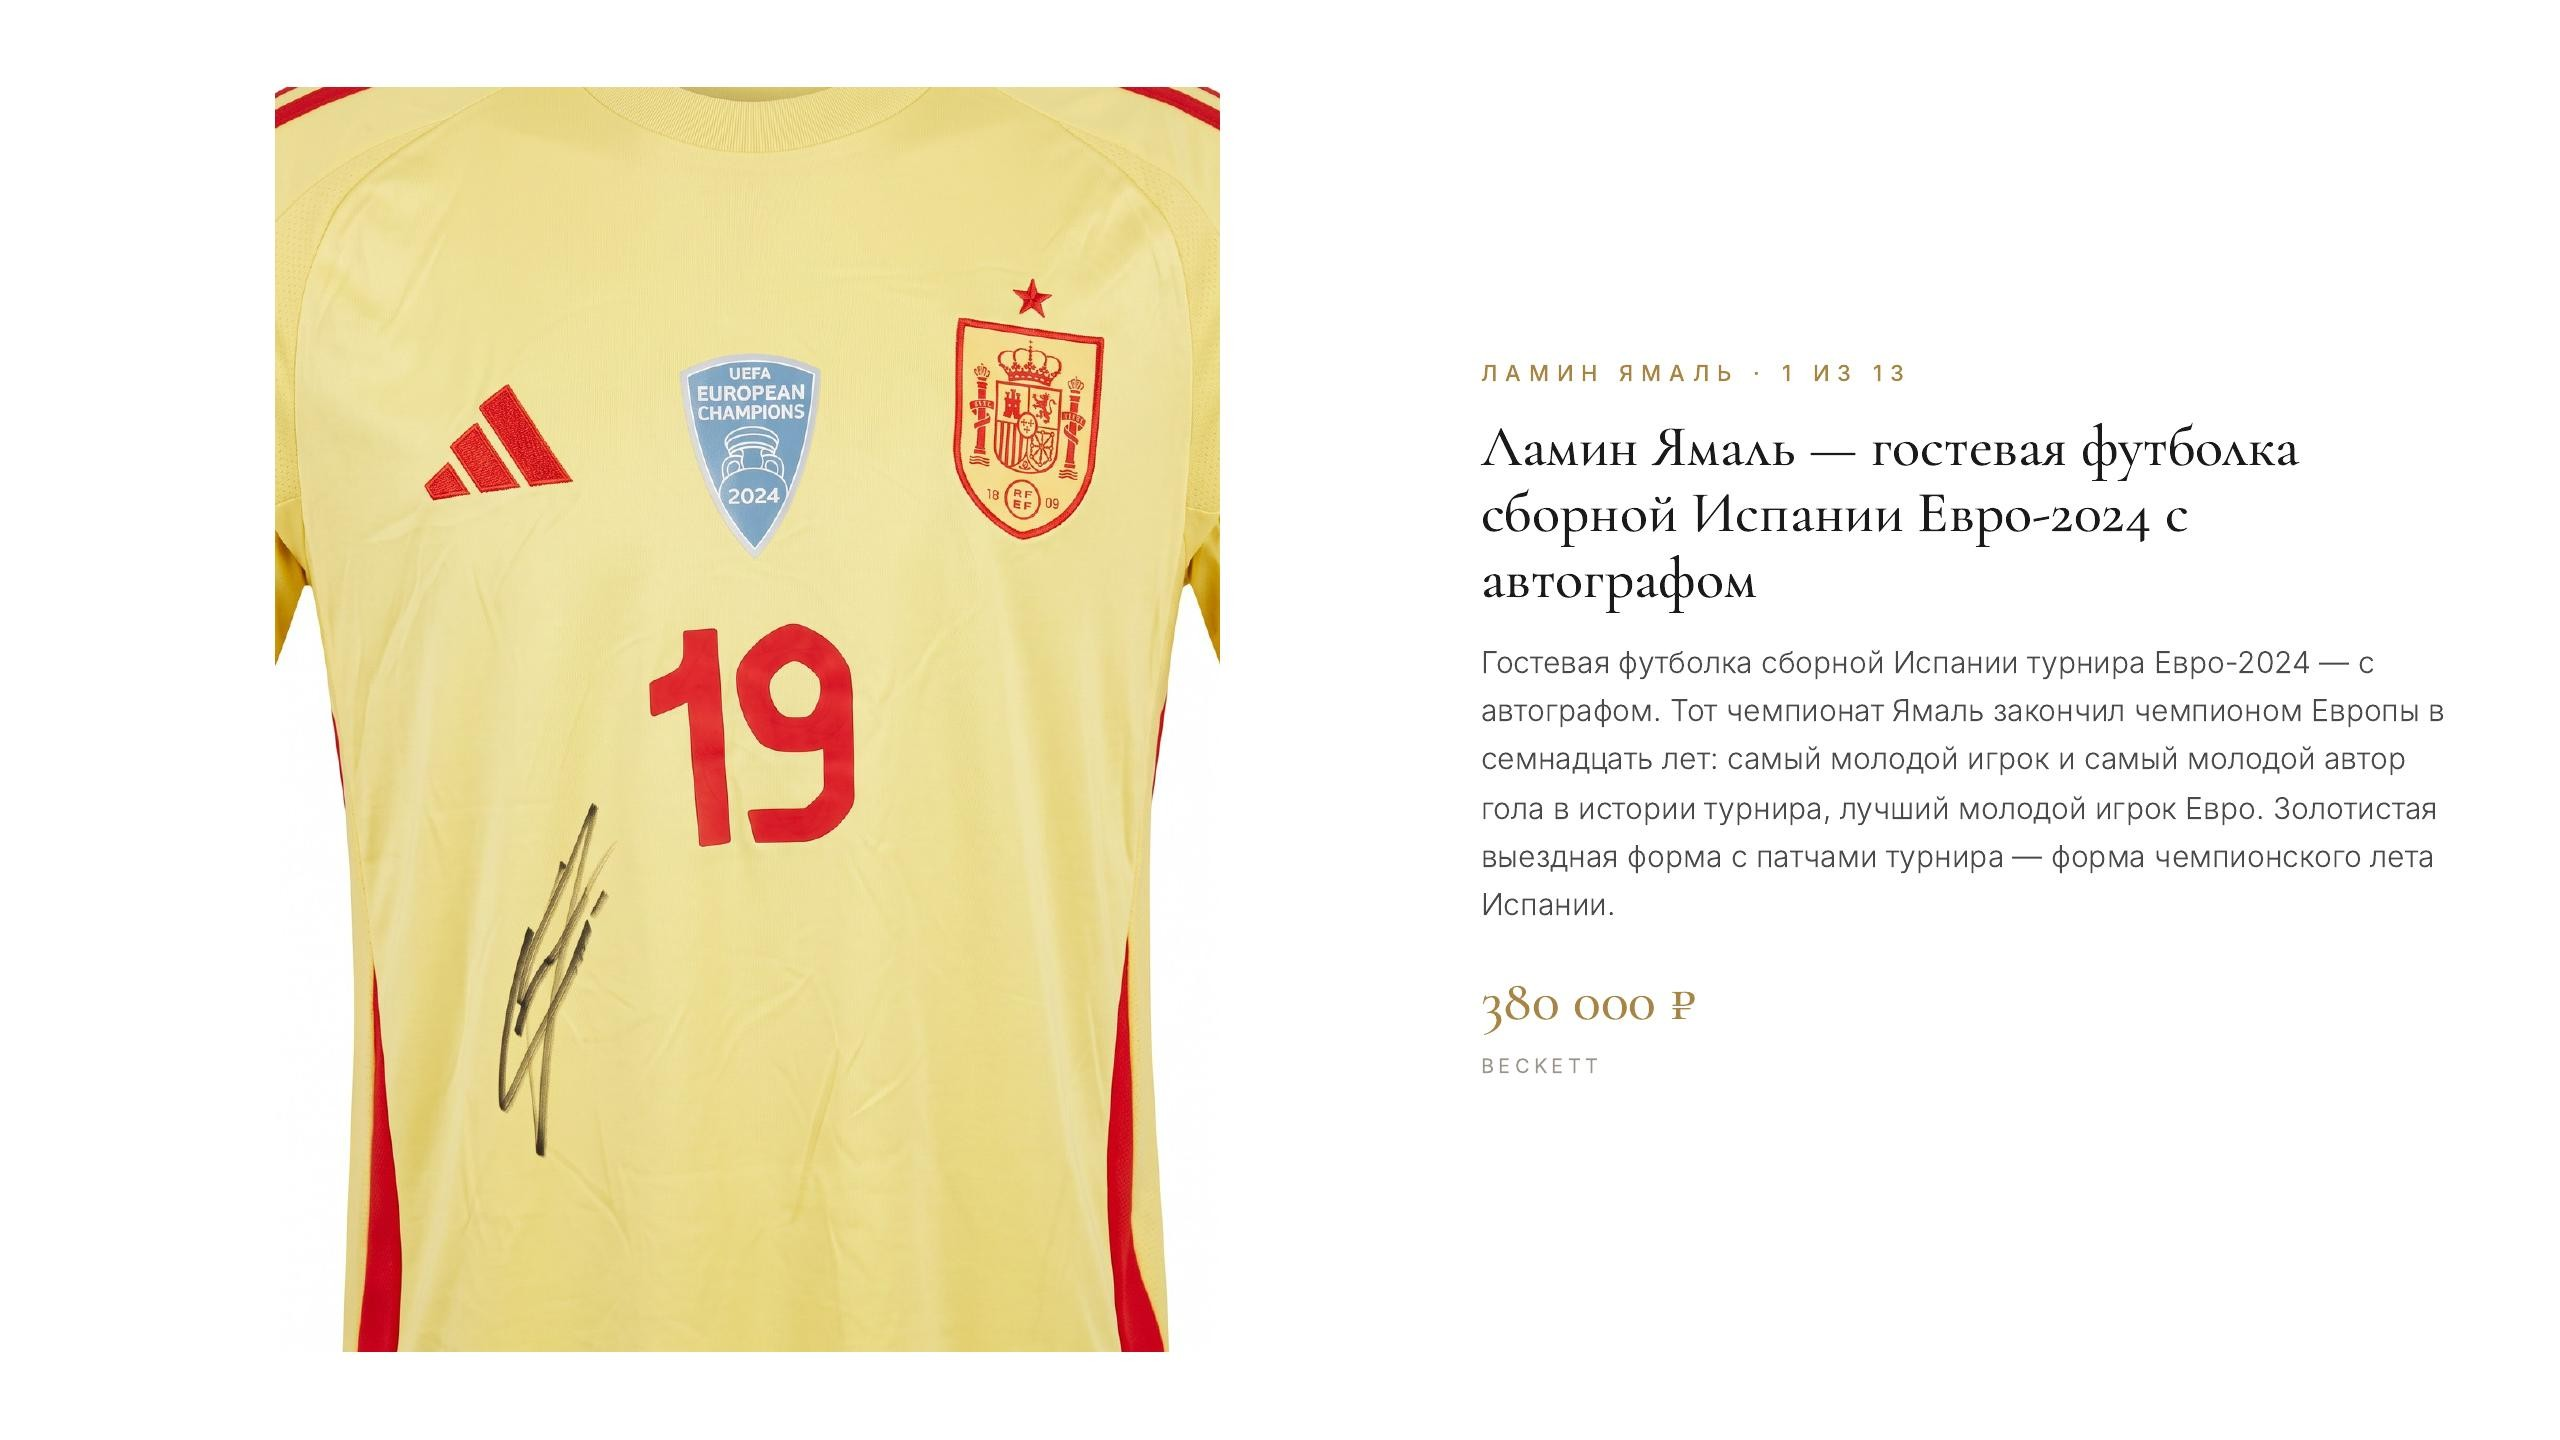 UEFA
EUROPEAN
CHAMPIONS
2024
18 RF EF 09
19
ЛАМИН ЯМАЛЬ · 1 ИЗ 13
Ламин Ямаль — гостевая футболка
сборной Испании Евро-2024 с
автографом
Гостевая футболка сборной Испании турнира Евро-2024 — с
автографом. Тот чемпионат Ямаль закончил чемпионом Европы в
семнадцать лет: самый молодой игрок и самый молодой автор
гола в истории турнира, лучший молодой игрок Евро. Золотистая
выездная форма с патчами турнира — форма чемпионского лета
Испании.
380 000 ₽
BECKETT